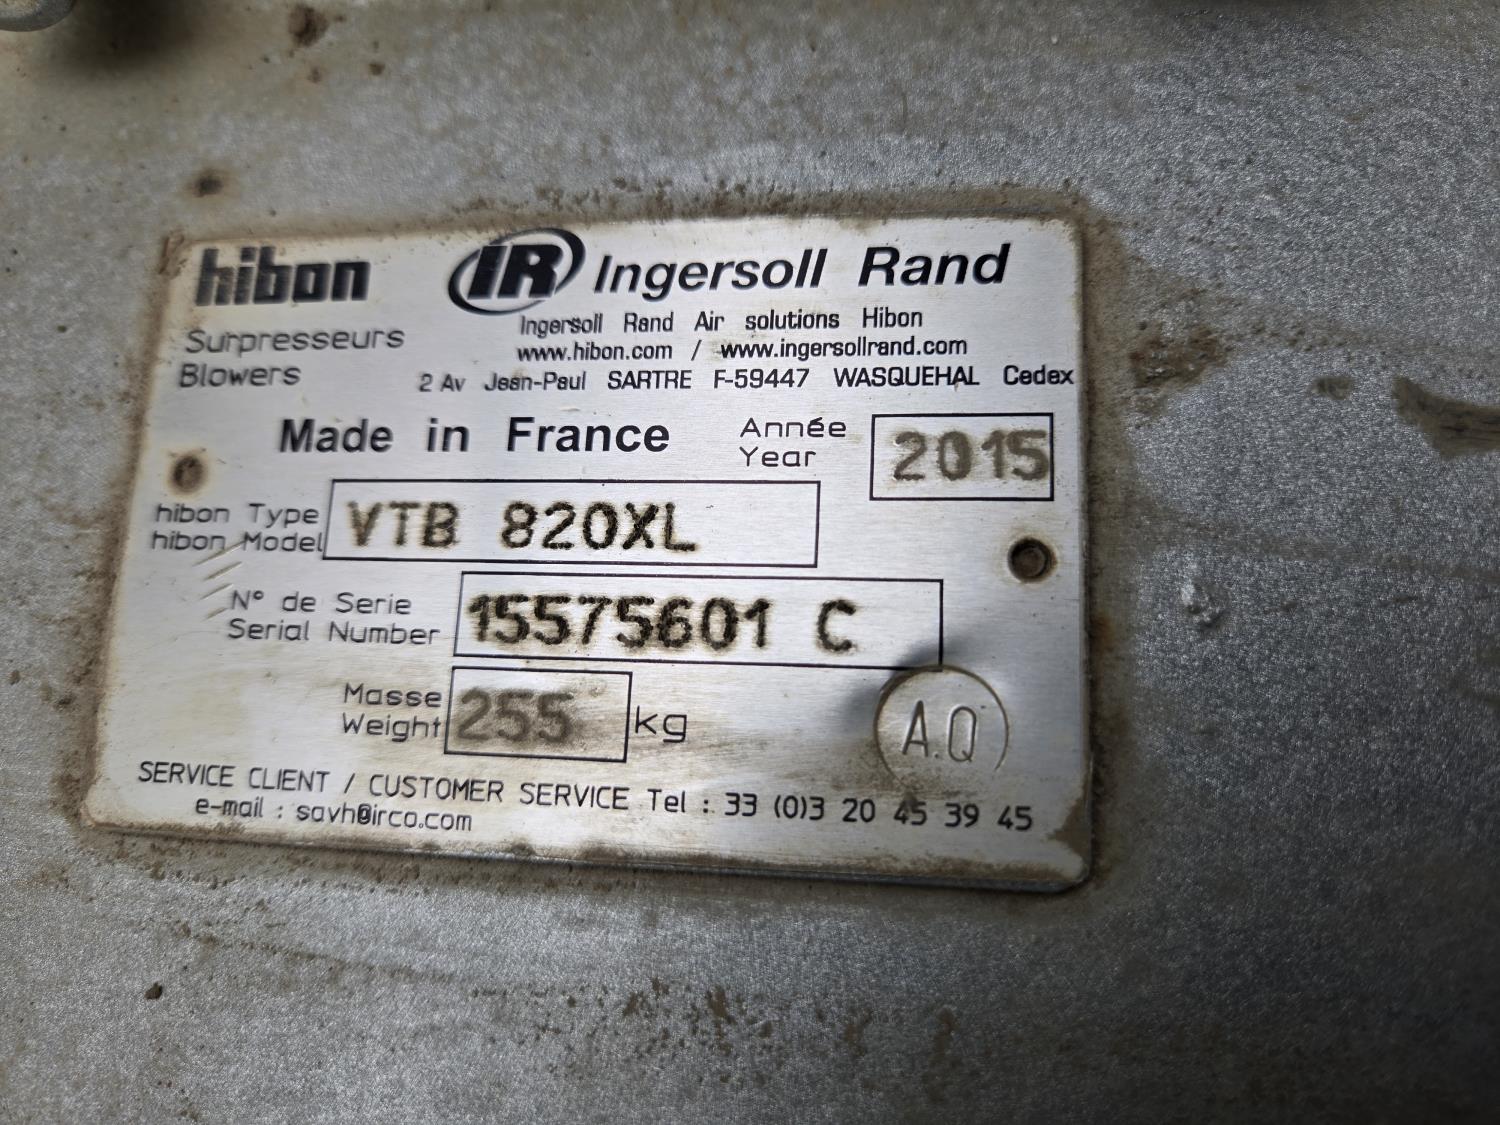 hibon IR Ingersoll Rand
Surpresseurs
Blowers
Ingersoll Rand Air solutions Hibon
www.hibon.com / www.ingersollrand.com
2 Av Jean-Paul SARTRE F-59447 WASQUEHAL Cedex
Made in France
Année
Year
2015
hibon Type
hibon Model
VTB 820XL
N° de Serie
Serial Number
15575601 C
Masse
Weight
255
kg
A.Q
SERVICE CLIENT / CUSTOMER SERVICE Tel : 33 (0)3 20 45 39 45
e-mail : savh@irco.com